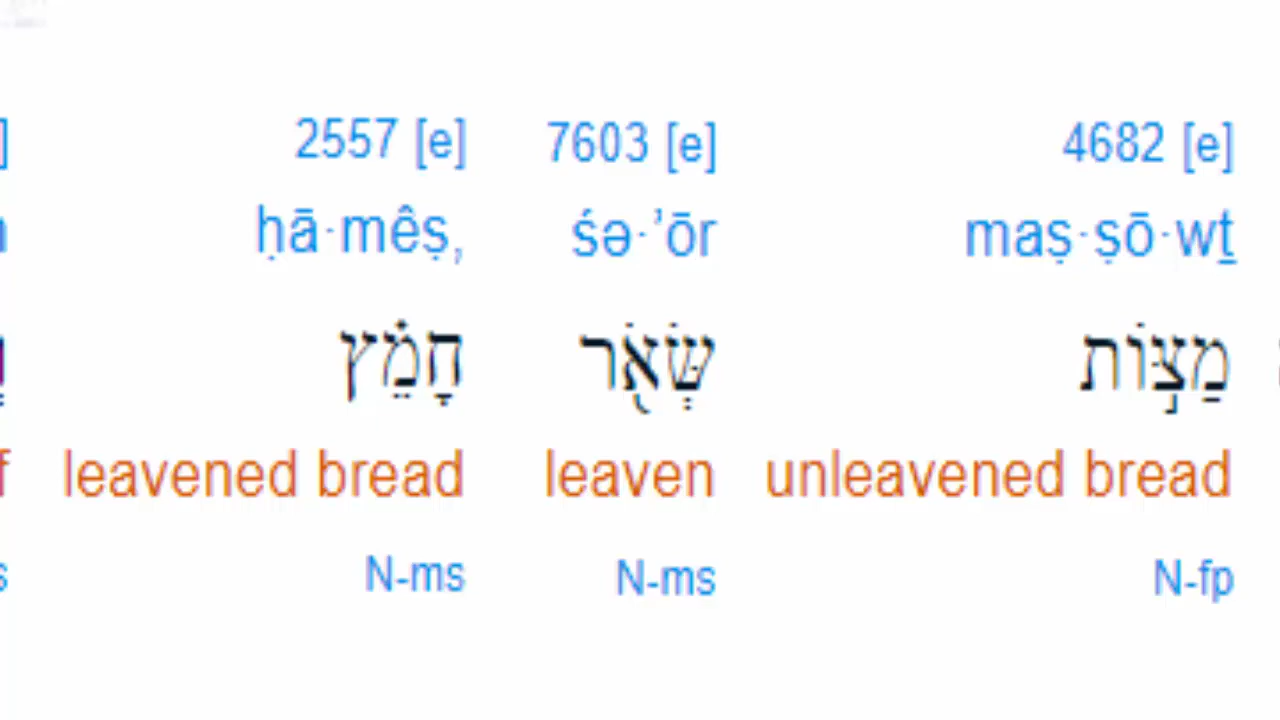 2557 [e] 7603 [e] 4682 [e]
ḥā·mêṣ, śə·’ōr maṣ·ṣō·wṯ
מַצּ֣וֹת שְּׂאֹ֖ר חָמֵ֗ץ
leavened bread leaven unleavened bread
N-ms N-ms N-fp